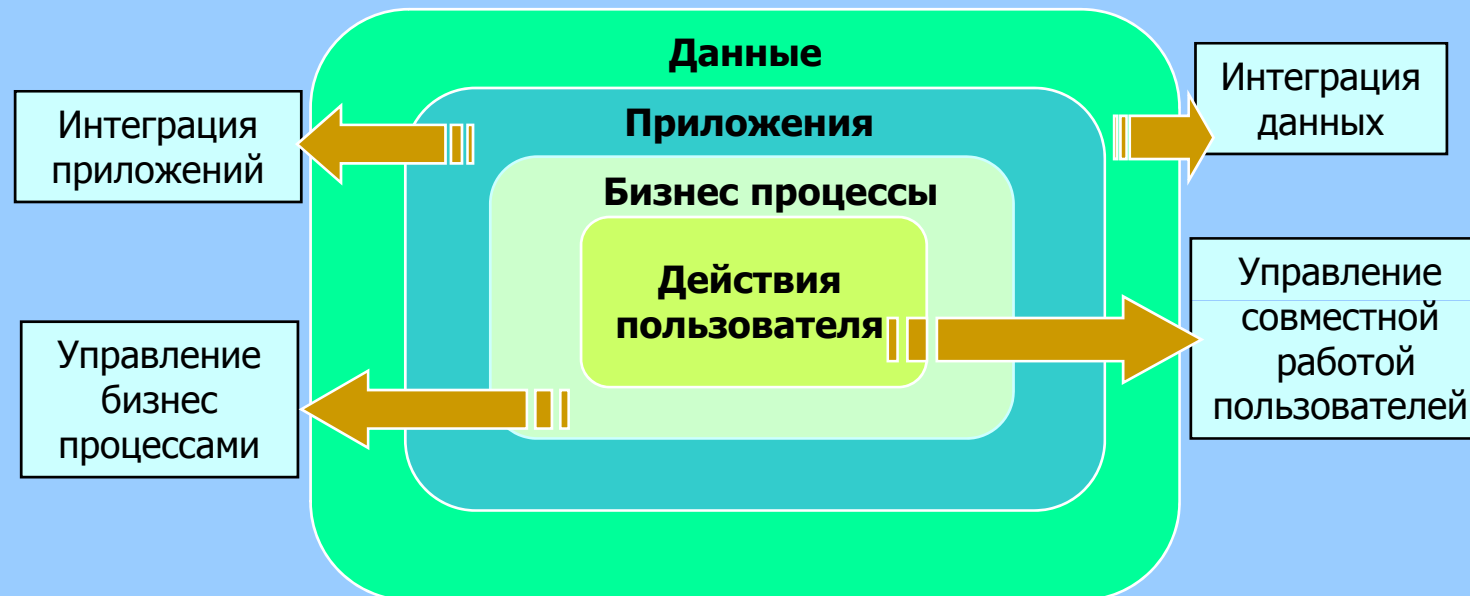 Данные
Интеграция
приложений
Приложения
Интеграция
данных
Бизнес процессы
Действия
пользователя
Управление
бизнес
процессами
Управление
совместной
работой
пользователей